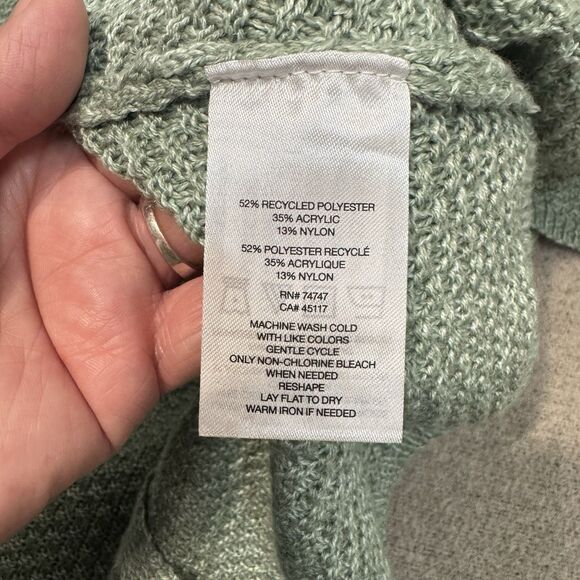 52% RECYCLED POLYESTER
35% ACRYLIC
13% NYLON
52% POLYESTER RECYCLÉ
35% ACRYLIQUE
13% NYLON
RN# 74747
CA# 45117
MACHINE WASH COLD
WITH LIKE COLORS
GENTLE CYCLE
ONLY NON-CHLORINE BLEACH
WHEN NEEDED
RESHAPE
LAY FLAT TO DRY
WARM IRON IF NEEDED